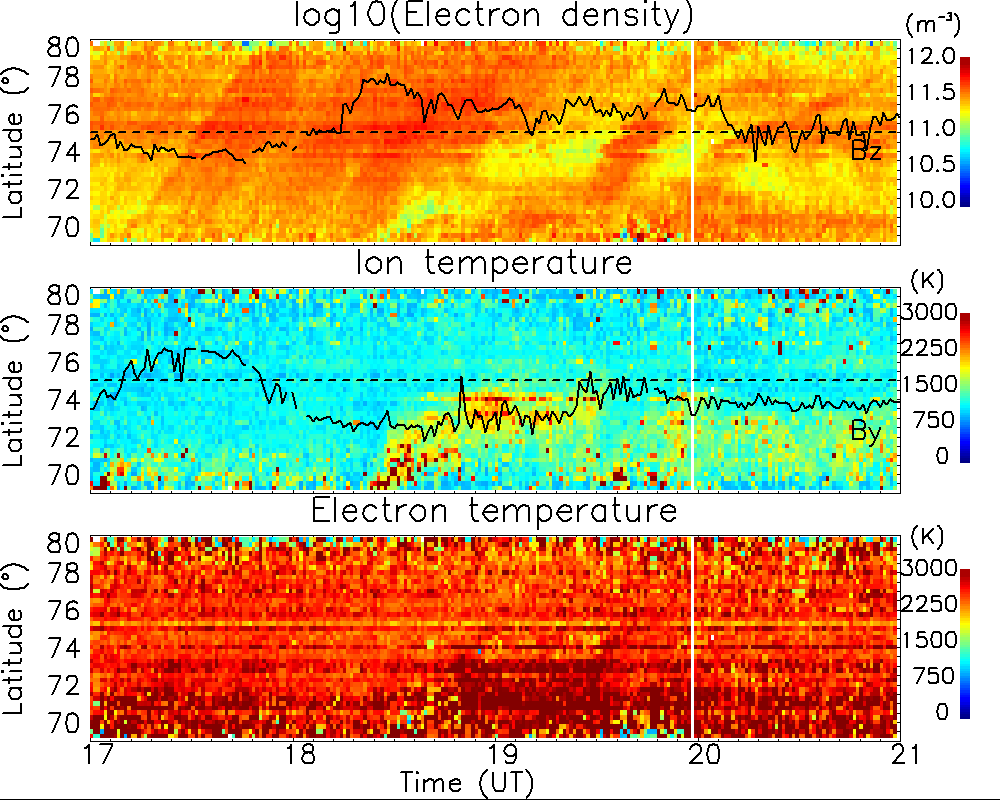 log10(Electron density)
(m⁻³)
Latitude (°)
80
78
76
74
72
70
Bz
12.0
11.5
11.0
10.5
10.0
Ion temperature
(K)
Latitude (°)
80
78
76
74
72
70
By
3000
2250
1500
750
0
Electron temperature
(K)
Latitude (°)
80
78
76
74
72
70
3000
2250
1500
750
0
17 18 19 20 21
Time (UT)